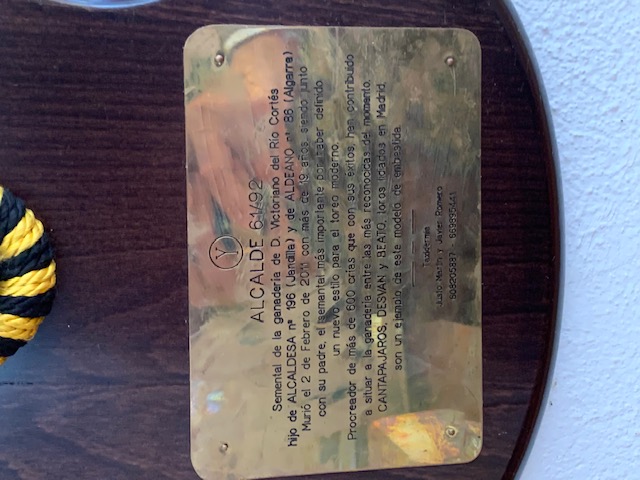 Y
ALCALDE 61/92
Semental de la ganadería de D. Victoriano del Río Cortés
hijo de ALCALDESA nº 196 (Jandilla) y de ALDEANO nº 88 (Algarra)
Murió el 2 de Febrero de 2011 con más de 19 años, siendo junto
con su padre, el semental más importante por haber definido
un nuevo estilo para el toreo moderno.
Procreador de más de 600 crías que con sus éxitos, han contribuido
a situar a la ganadería entre las más reconocidas del momento.
CANTAPAJAROS, DESVAN y BEATO, toros lidiados en Madrid,
son un ejemplo de este modelo de embestida.
Taxidermia
Justo Martín y Javier Romero
608205837 669895441